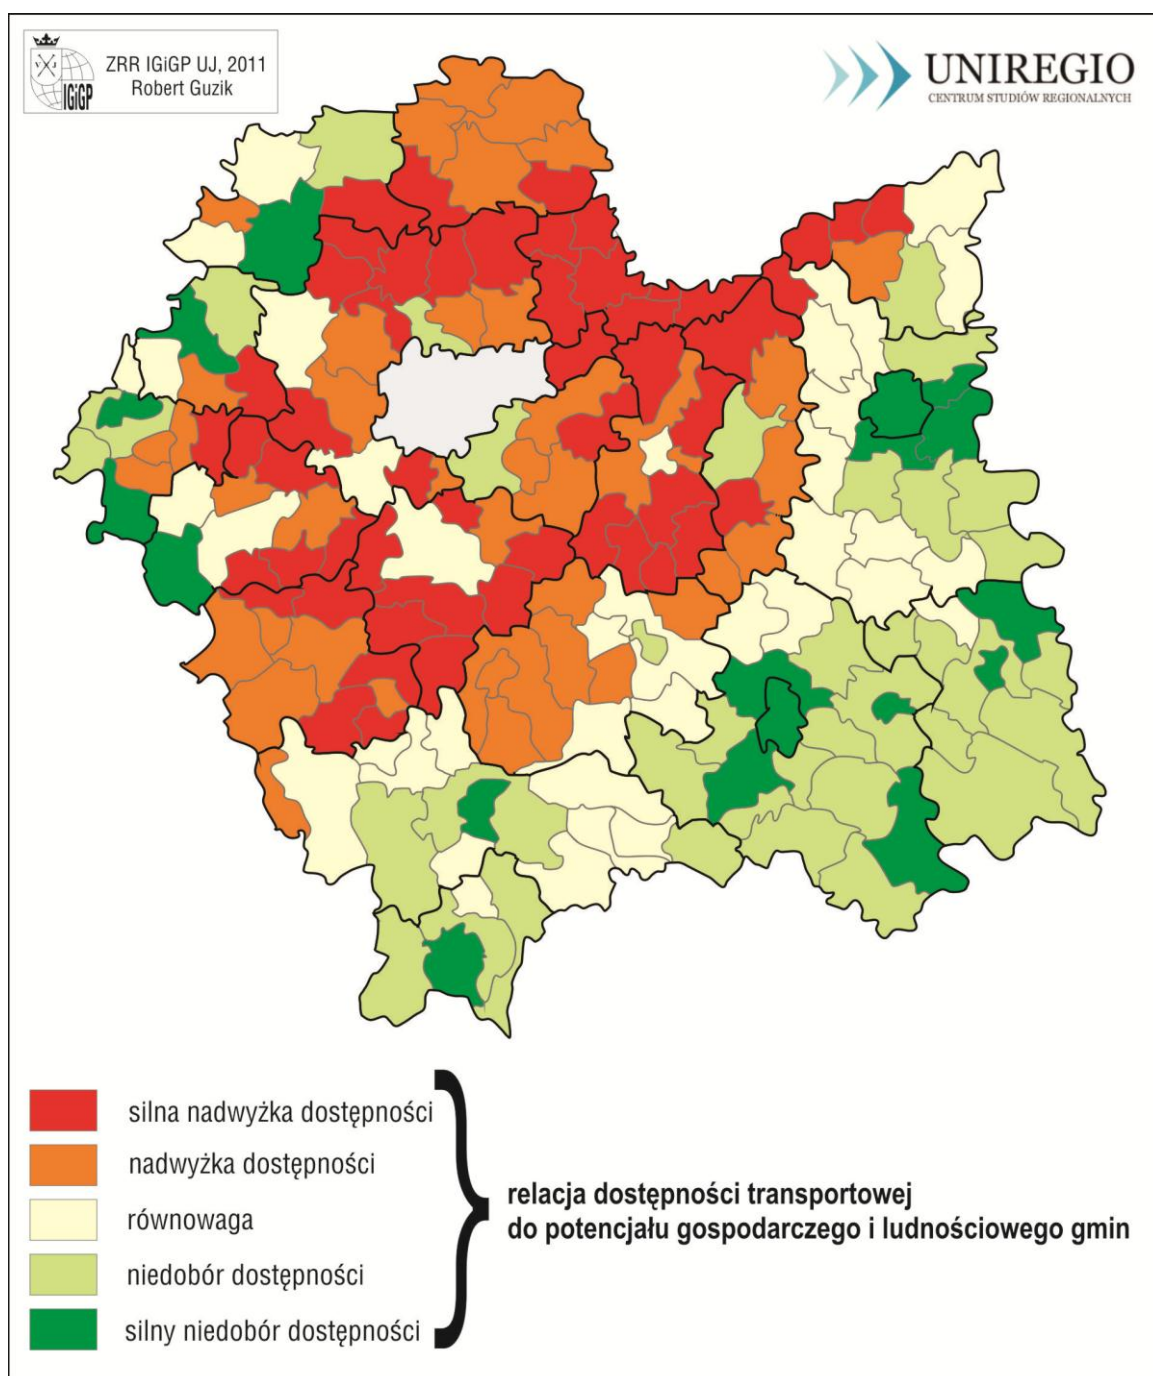 ZRR IGiGP UJ, 2011
Robert Guzik
IGiGP
UNIREGIO
CENTRUM STUDIÓW REGIONALNYCH
silna nadwyżka dostępności
nadwyżka dostępności
równowaga
niedobór dostępności
silny niedobór dostępności
relacja dostępności transportowej
do potencjału gospodarczego i ludnościowego gmin